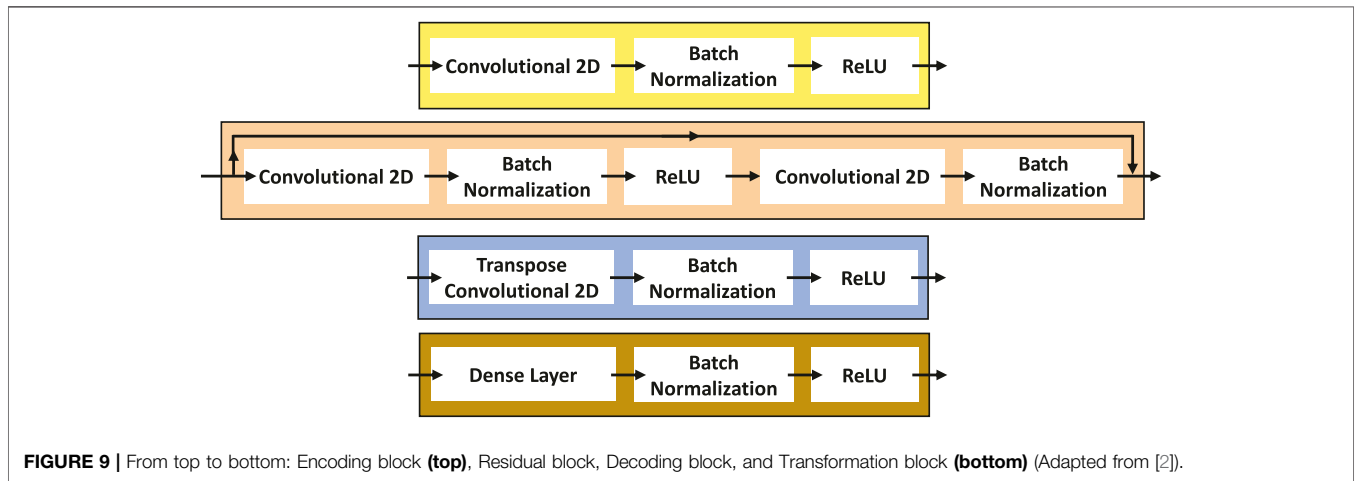 Convolutional 2D
Batch
Normalization
ReLU
Convolutional 2D
Batch
Normalization
ReLU
Convolutional 2D
Batch
Normalization
Transpose
Convolutional 2D
Batch
Normalization
ReLU
Dense Layer
Batch
Normalization
ReLU
FIGURE 9 | From top to bottom: Encoding block (top), Residual block, Decoding block, and Transformation block (bottom) (Adapted from [2]).